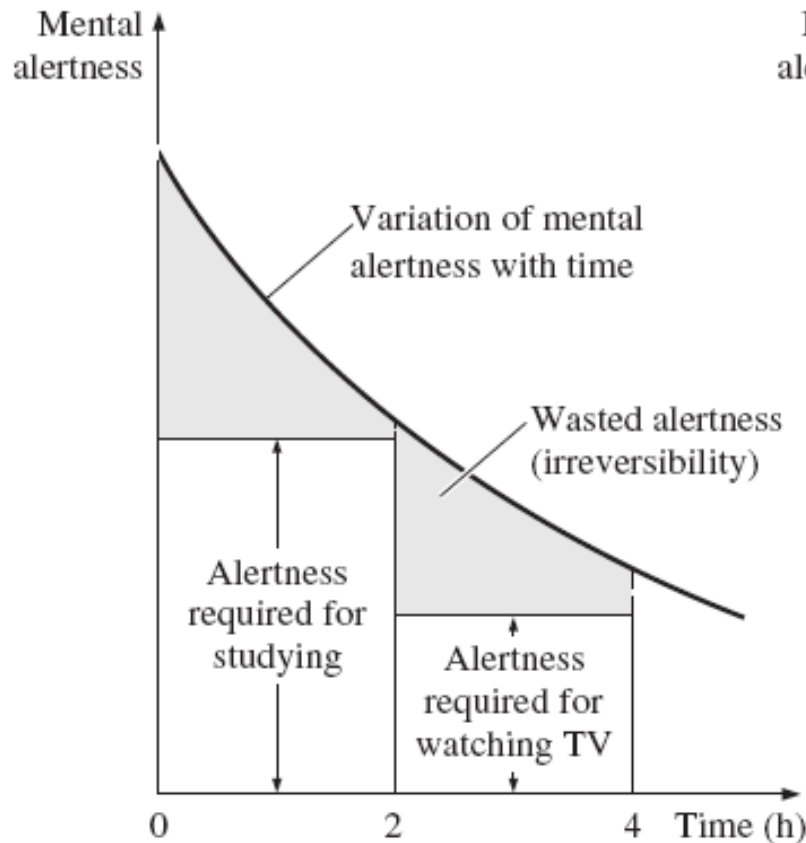 Mental
alertness
Variation of mental
alertness with time
Wasted alertness
(irreversibility)
Alertness
required for
studying
Alertness
required for
watching TV
0
2
4
Time (h)